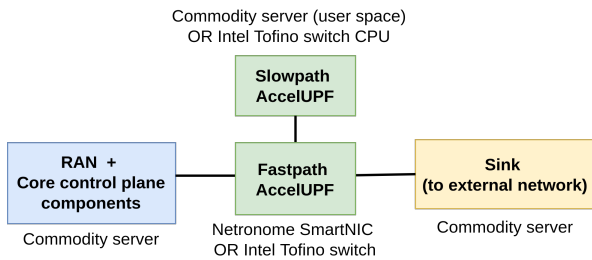 Commodity server (user space)
OR Intel Tofino switch CPU
Slowpath
AccelUPF
RAN +
Core control plane
components
Commodity server
Fastpath
AccelUPF
Netronome SmartNIC
OR Intel Tofino switch
Sink
(to external network)
Commodity server